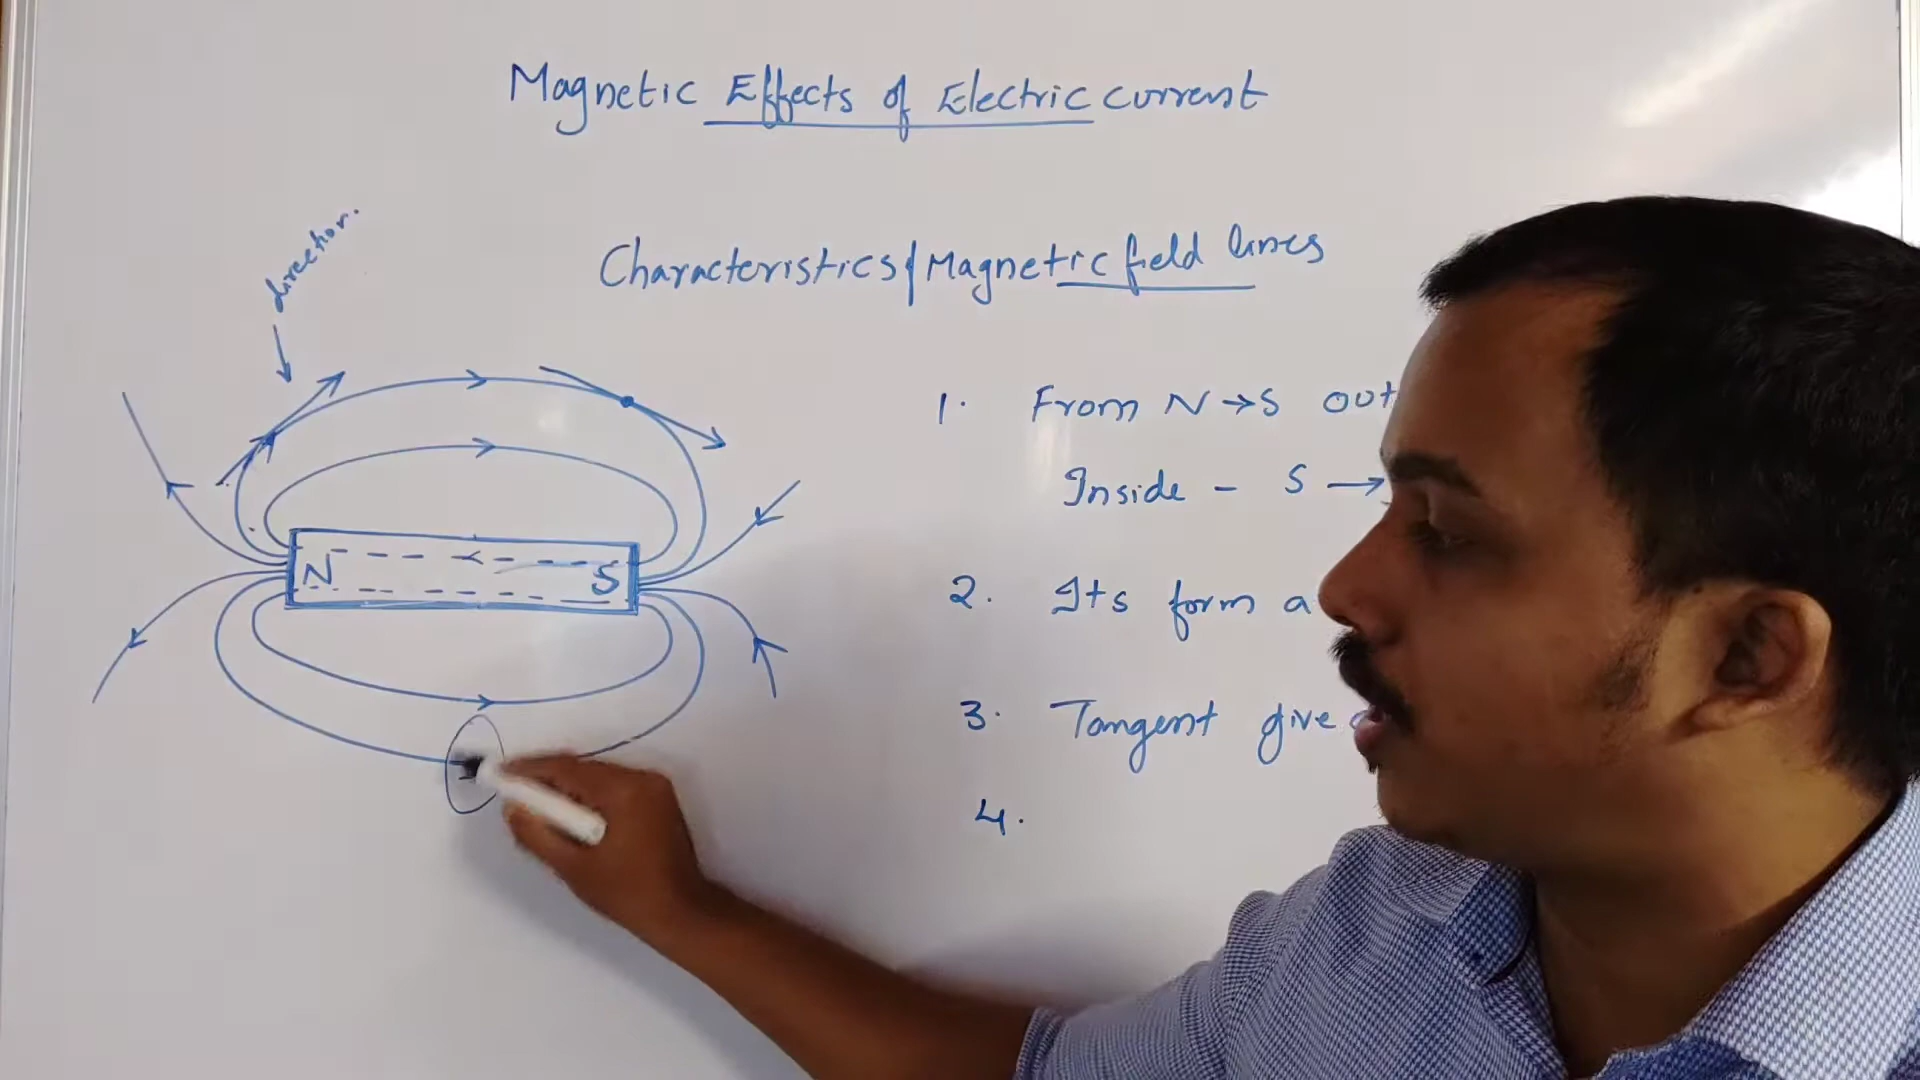 Magnetic Effects of Electric current
direction.
Characteristics of Magnetic field lines
1. From N→S out
Inside - S →
N S
2. Its form a
3. Tangent give
4.